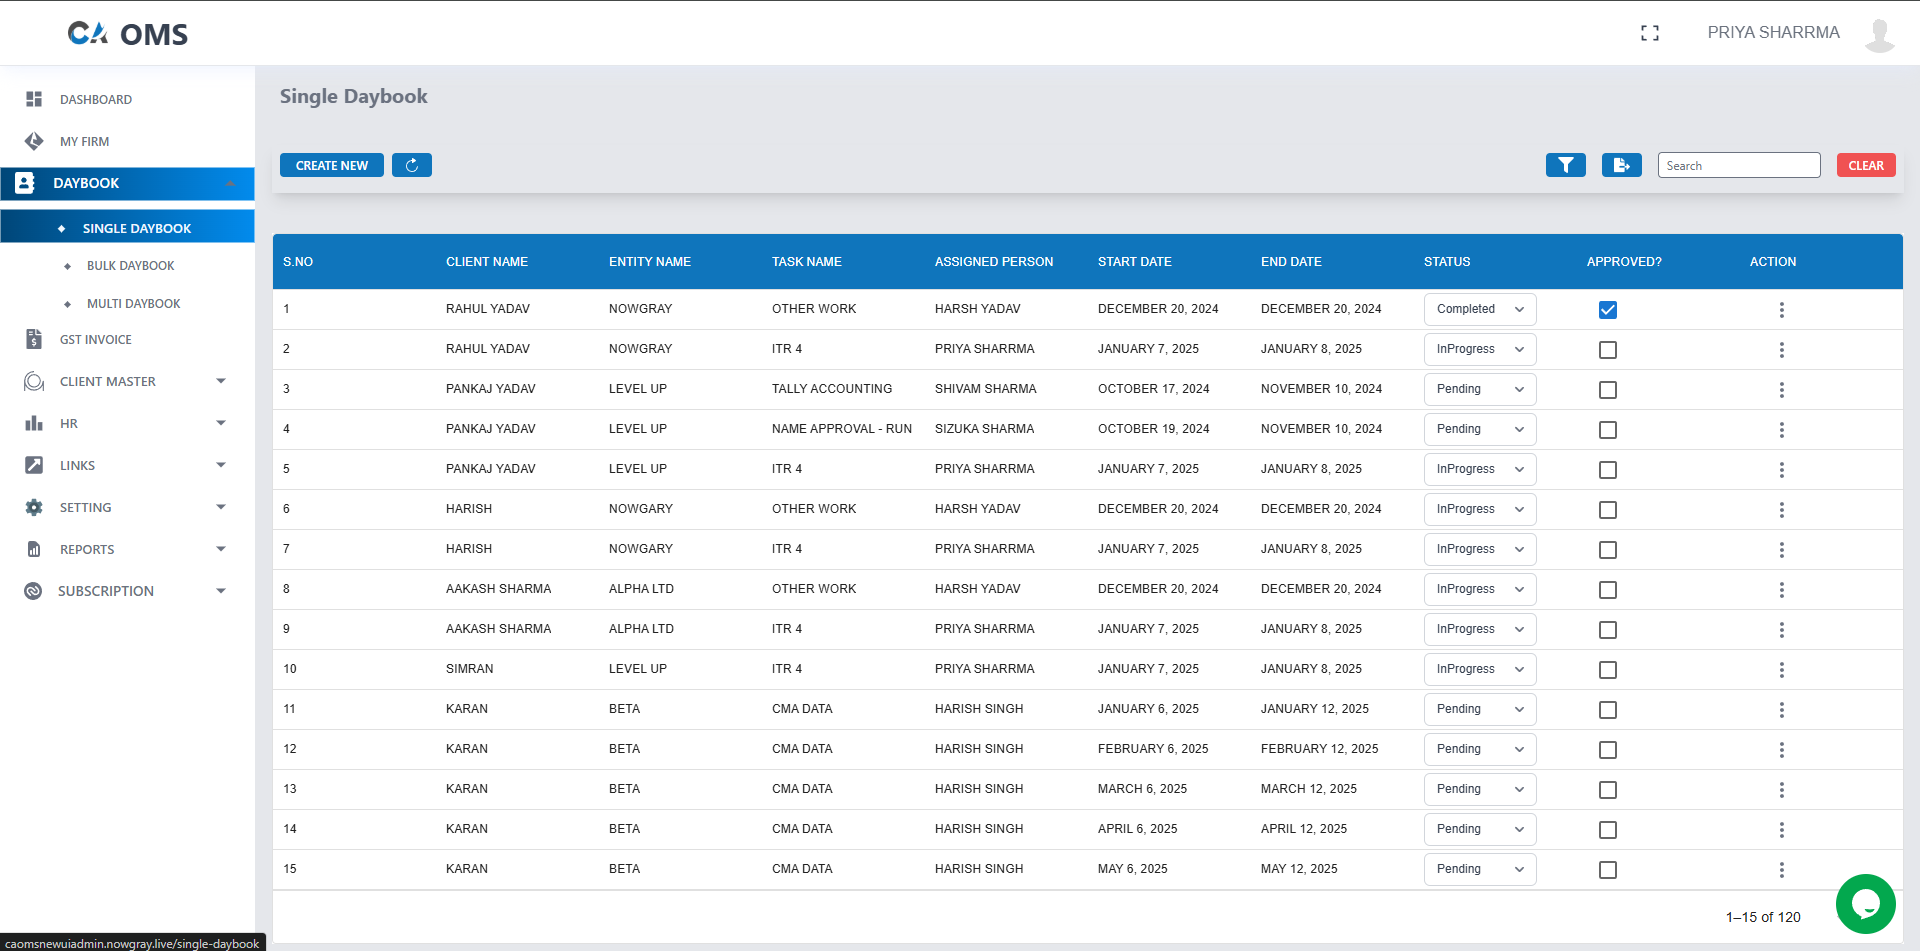 CA OMS
PRIYA SHARRMA
DASHBOARD
MY FIRM
DAYBOOK
SINGLE DAYBOOK
BULK DAYBOOK
MULTI DAYBOOK
GST INVOICE
CLIENT MASTER
HR
LINKS
SETTING
REPORTS
SUBSCRIPTION
Single Daybook
CREATE NEW
Search
CLEAR
S.NO CLIENT NAME ENTITY NAME TASK NAME ASSIGNED PERSON START DATE END DATE STATUS APPROVED? ACTION
1 RAHUL YADAV NOWGRAY OTHER WORK HARSH YADAV DECEMBER 20, 2024 DECEMBER 20, 2024 Completed
2 RAHUL YADAV NOWGRAY ITR 4 PRIYA SHARRMA JANUARY 7, 2025 JANUARY 8, 2025 InProgress
3 PANKAJ YADAV LEVEL UP TALLY ACCOUNTING SHIVAM SHARMA OCTOBER 17, 2024 NOVEMBER 10, 2024 Pending
4 PANKAJ YADAV LEVEL UP NAME APPROVAL - RUN SIZUKA SHARMA OCTOBER 19, 2024 NOVEMBER 10, 2024 Pending
5 PANKAJ YADAV LEVEL UP ITR 4 PRIYA SHARRMA JANUARY 7, 2025 JANUARY 8, 2025 InProgress
6 HARISH NOWGARY OTHER WORK HARSH YADAV DECEMBER 20, 2024 DECEMBER 20, 2024 InProgress
7 HARISH NOWGARY ITR 4 PRIYA SHARRMA JANUARY 7, 2025 JANUARY 8, 2025 InProgress
8 AAKASH SHARMA ALPHA LTD OTHER WORK HARSH YADAV DECEMBER 20, 2024 DECEMBER 20, 2024 InProgress
9 AAKASH SHARMA ALPHA LTD ITR 4 PRIYA SHARRMA JANUARY 7, 2025 JANUARY 8, 2025 InProgress
10 SIMRAN LEVEL UP ITR 4 PRIYA SHARRMA JANUARY 7, 2025 JANUARY 8, 2025 InProgress
11 KARAN BETA CMA DATA HARISH SINGH JANUARY 6, 2025 JANUARY 12, 2025 Pending
12 KARAN BETA CMA DATA HARISH SINGH FEBRUARY 6, 2025 FEBRUARY 12, 2025 Pending
13 KARAN BETA CMA DATA HARISH SINGH MARCH 6, 2025 MARCH 12, 2025 Pending
14 KARAN BETA CMA DATA HARISH SINGH APRIL 6, 2025 APRIL 12, 2025 Pending
15 KARAN BETA CMA DATA HARISH SINGH MAY 6, 2025 MAY 12, 2025 Pending
1–15 of 120
caomsnewuiadmin.nowgray.live/single-daybook